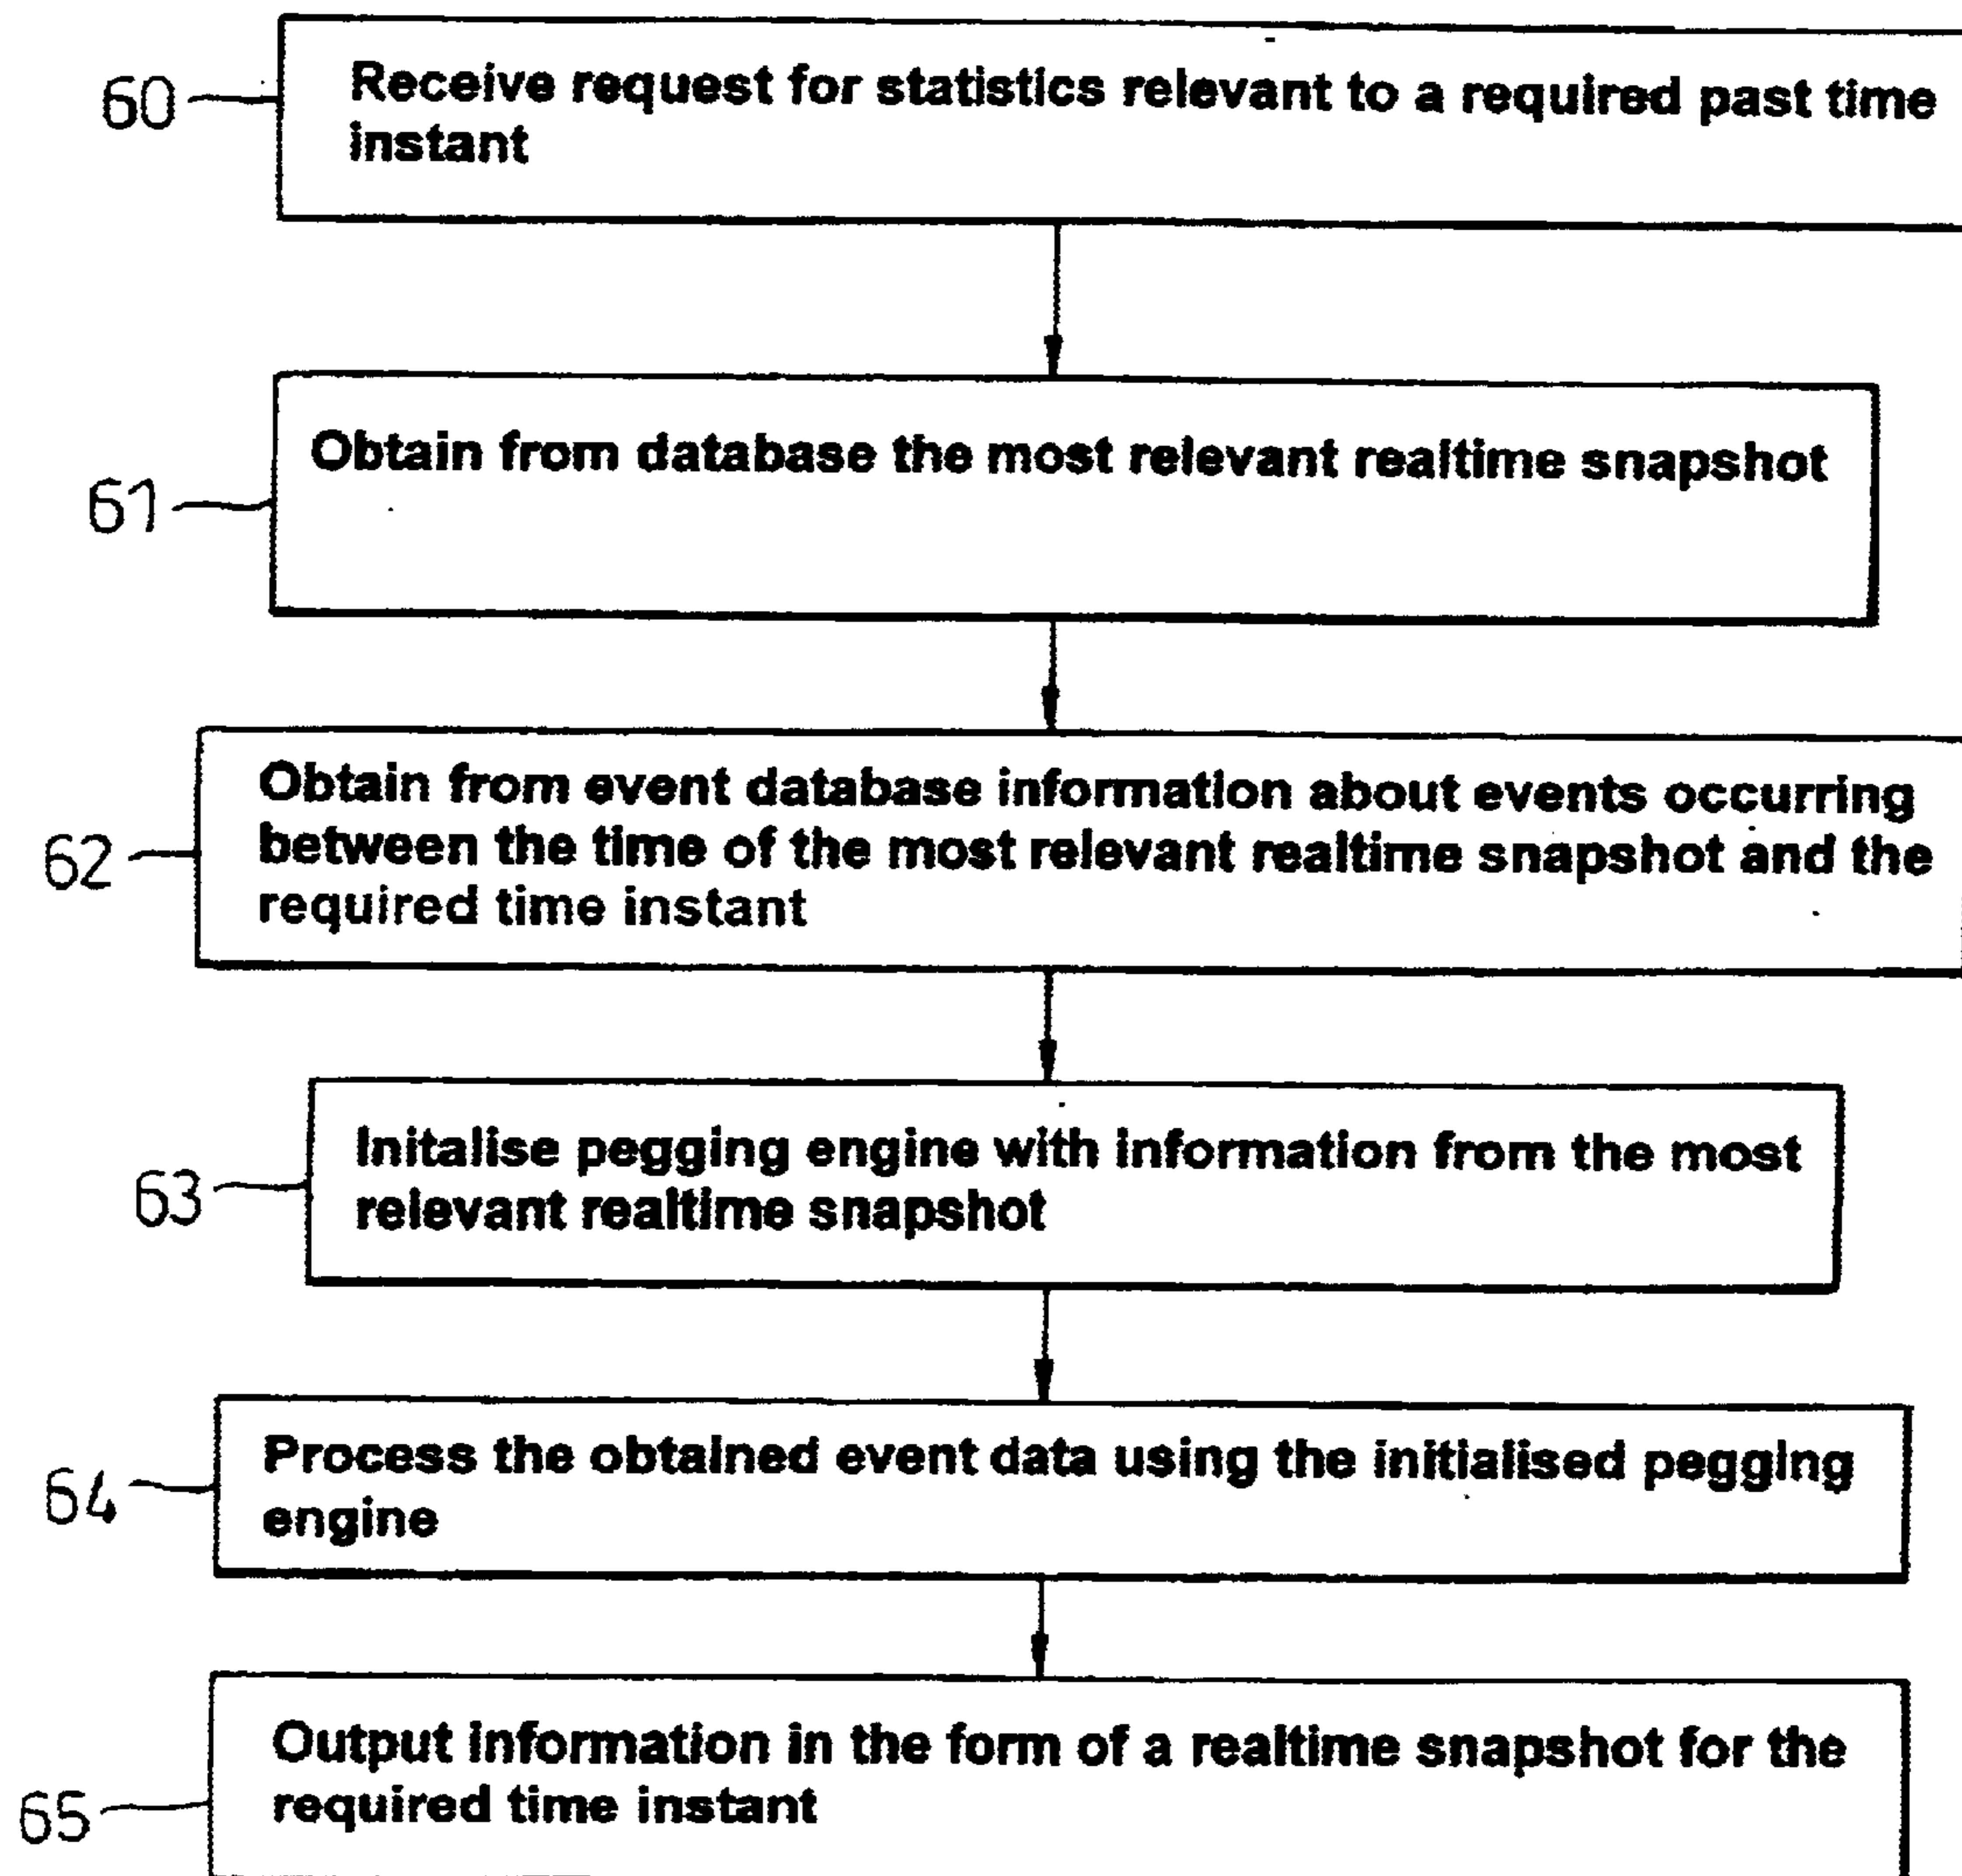 60
Receive request for statistics relevant to a required past time
instant
61
Obtain from database the most relevant realtime snapshot
62
Obtain from event database information about events occurring
between the time of the most relevant realtime snapshot and the
required time instant
63
Initalise pegging engine with information from the most
relevant realtime snapshot
64
Process the obtained event data using the initialised pegging
engine
65
Output information in the form of a realtime snapshot for the
required time instant